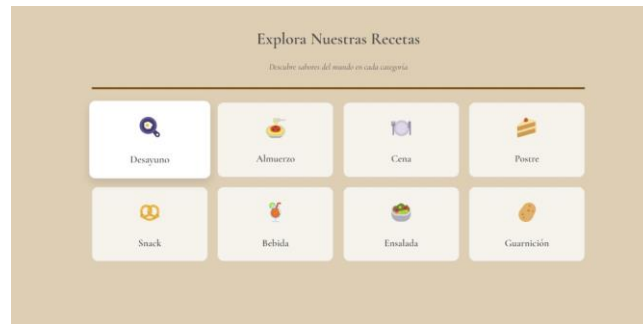 Explora Nuestras Recetas
Descubre sabores del mundo en cada categoría
Desayuno
Almuerzo
Cena
Postre
Snack
Bebida
Ensalada
Guarnición